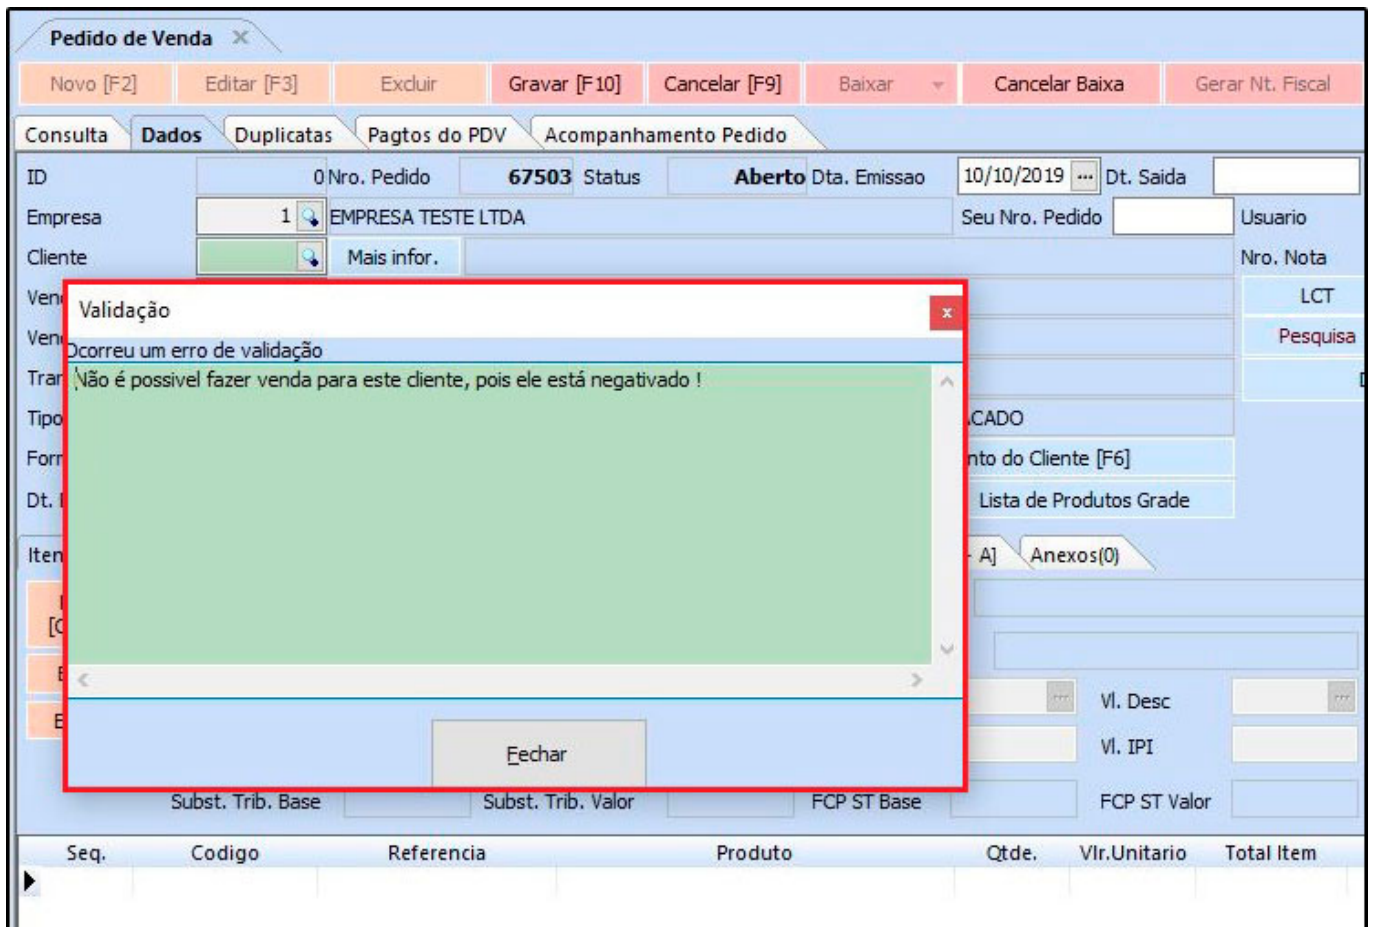 Pedido de Venda
Novo [F2] Editar [F3] Excluir Gravar [F10] Cancelar [F9] Baixar Cancelar Baixa Gerar Nt. Fiscal
Consulta Dados Duplicatas Pagtos do PDV Acompanhamento Pedido
ID 0 Nro. Pedido 67503 Status Aberto Dta. Emissao 10/10/2019 ... Dt. Saida
Empresa 1 EMPRESA TESTE LTDA Seu Nro. Pedido Usuario
Cliente Mais infor. Nro. Nota
LCT
Validação
Pesquisa
Ocorreu um erro de validação
Não é possivel fazer venda para este cliente, pois ele está negativado !
Tipo
nto do Cliente [F6]
Dt. Lista de Produtos Grade
A] Anexos(0)
Vl. Desc
Fechar Vl. IPI
Subst. Trib. Base Subst. Trib. Valor FCP ST Base FCP ST Valor
Seq. Codigo Referencia Produto Qtde. Vlr.Unitario Total Item